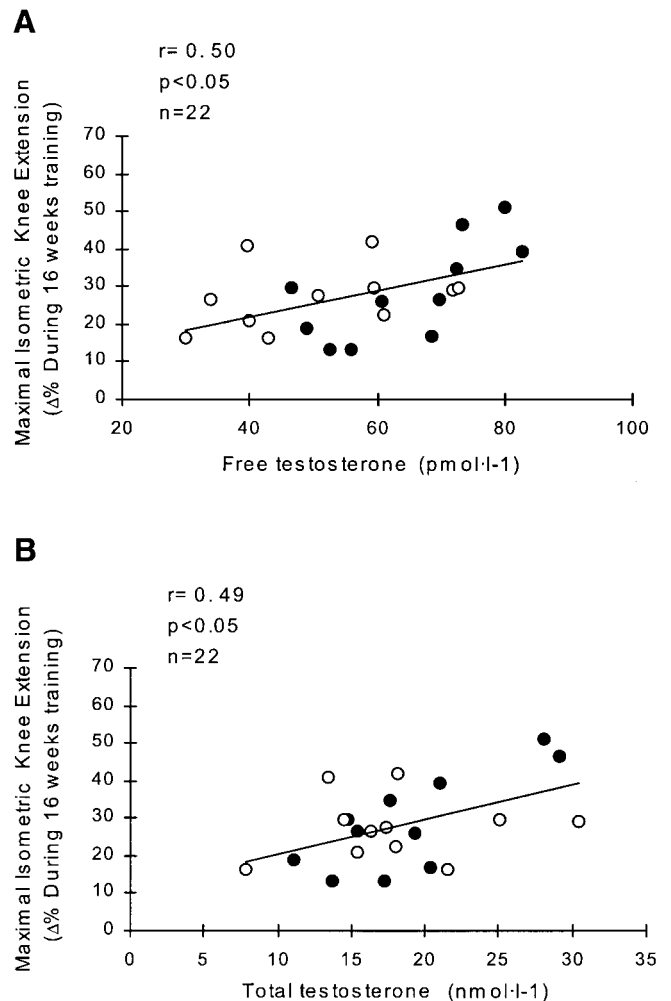 A
r= 0.50
p<0.05
n=22
Maximal Isometric Knee Extension
(Δ% During 16 weeks training)
70
60
50
40
30
20
10
0
20
40
60
80
100
Free testosterone (pmol·l-1)
B
r= 0.49
p<0.05
n=22
Maximal Isometric Knee Extension
(Δ% During 16 weeks training)
70
60
50
40
30
20
10
0
0
5
10
15
20
25
30
35
Total testosterone (nmol·l-1)